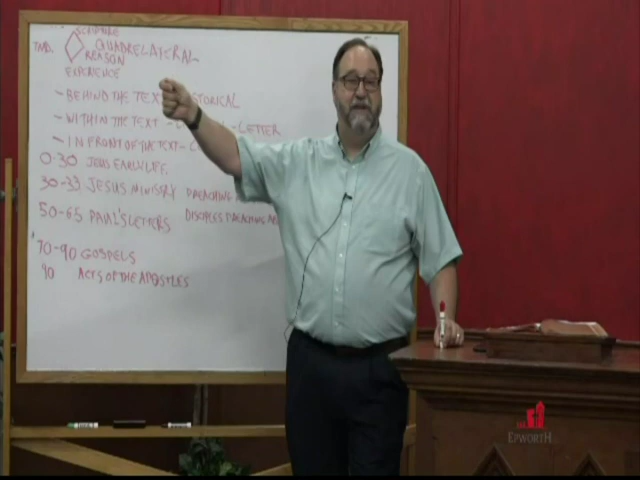 SCRIPTURE
TRAD. QUADRELATERAL
REASON
EXPERIENCE
- BEHIND THE TEXT HISTORICAL
- WITHIN THE TEXT - LETTER
- IN FRONT OF THE TEXT -
0-30 JESUS EARLY LIFE
30-33 JESUS MINISTRY PREACHING
50-65 PAUL'S LETTERS DISCIPLES PREACHING
70-90 GOSPELS
90 ACTS OF THE APOSTLES
THE EPWORTH